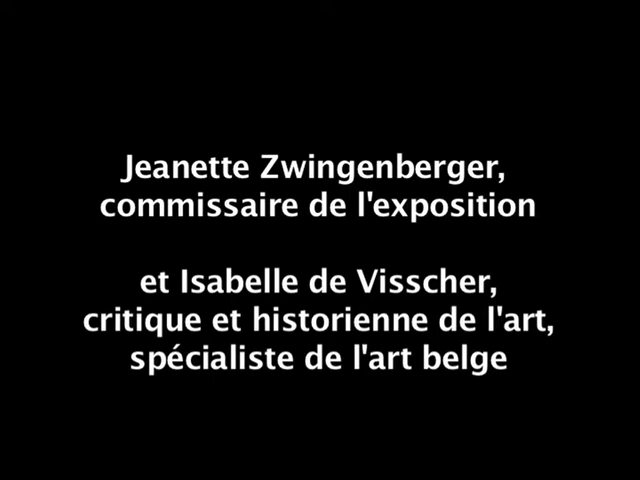 Jeanette Zwingenberger,
commissaire de l'exposition
et Isabelle de Visscher,
critique et historienne de l'art,
spécialiste de l'art belge